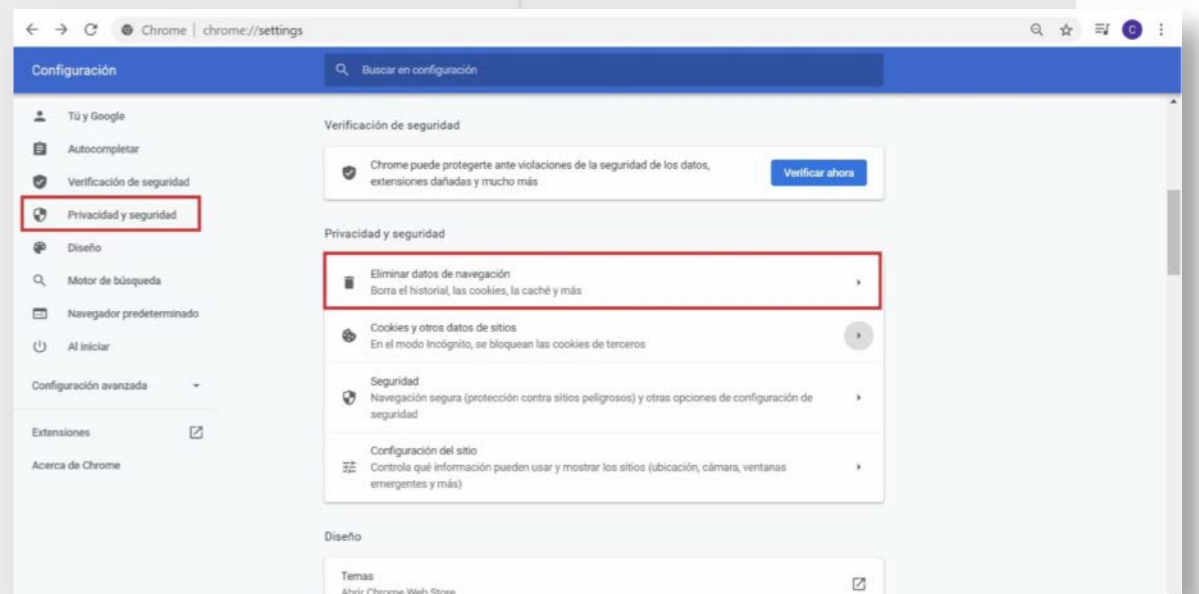 Chrome | chrome://settings
C
Configuración
Buscar en configuración
Tú y Google
Autocompletar
Verificación de seguridad
Privacidad y seguridad
Diseño
Motor de búsqueda
Navegador predeterminado
Al iniciar
Configuración avanzada
Extensiones
Acerca de Chrome
Verificación de seguridad
Chrome puede protegerte ante violaciones de la seguridad de los datos,
extensiones dañadas y mucho más
Verificar ahora
Privacidad y seguridad
Eliminar datos de navegación
Borra el historial, las cookies, la caché y más
Cookies y otros datos de sitios
En el modo Incógnito, se bloquean las cookies de terceros
Seguridad
Navegación segura (protección contra sitios peligrosos) y otras opciones de configuración de
seguridad
Configuración del sitio
Controla qué información pueden usar y mostrar los sitios (ubicación, cámara, ventanas
emergentes y más)
Diseño
Temas
Abrir Chrome Web Store